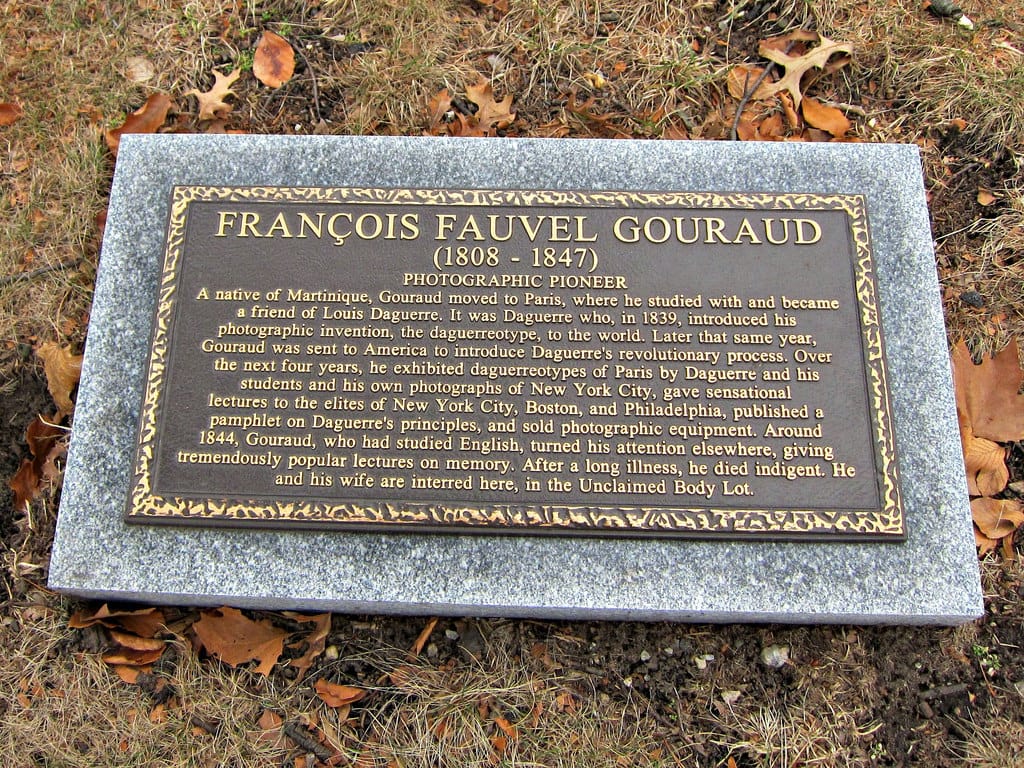 FRANÇOIS FAUVEL GOURAUD
(1808 - 1847)
PHOTOGRAPHIC PIONEER
A native of Martinique, Gouraud moved to Paris, where he studied with and became
a friend of Louis Daguerre. It was Daguerre who, in 1839, introduced his
photographic invention, the daguerreotype, to the world. Later that same year,
Gouraud was sent to America to introduce Daguerre's revolutionary process. Over
the next four years, he exhibited daguerreotypes of Paris by Daguerre and his
students and his own photographs of New York City, gave sensational
lectures to the elites of New York City, Boston, and Philadelphia, published a
pamphlet on Daguerre's principles, and sold photographic equipment. Around
1844, Gouraud, who had studied English, turned his attention elsewhere, giving
tremendously popular lectures on memory. After a long illness, he died indigent. He
and his wife are interred here, in the Unclaimed Body Lot.